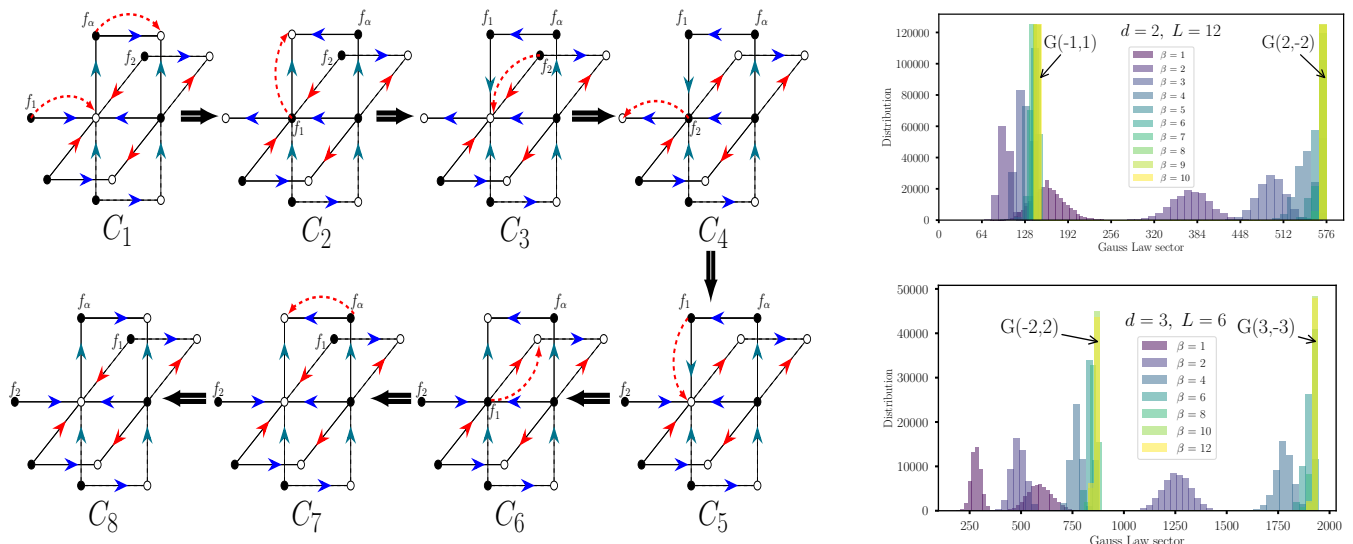 f_α
f_2
f_1
C_1
f_2
f_1
C_2
f_1 f_α
f_2
C_3
f_1 f_α
f_2
C_4
f_α
f_1
f_2
C_8
f_α
f_1
f_2
C_7
f_α
f_2
f_1
C_6
f_1 f_α
f_2
C_5
d = 2, L = 12
G(-1,1)
G(2,-2)
β = 1
β = 2
β = 3
β = 4
β = 5
β = 6
β = 7
β = 8
β = 9
β = 10
Distribution
120000
100000
80000
60000
40000
20000
0
0 64 128 192 256 320 384 448 512 576
Gauss Law sector
d = 3, L = 6
G(-2,2)
G(3,-3)
β = 1
β = 2
β = 4
β = 6
β = 8
β = 10
β = 12
Distribution
50000
40000
30000
20000
10000
0
250 500 750 1000 1250 1500 1750 2000
Gauss Law sector